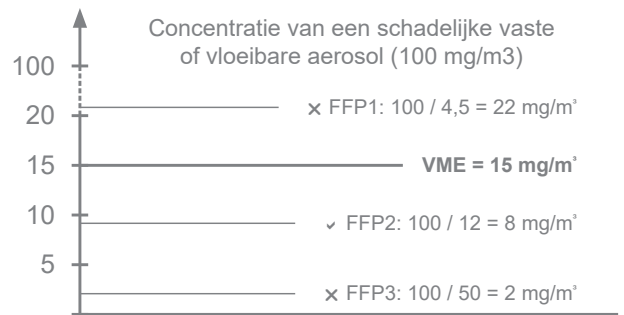 Concentratie van een schadelijke vaste
of vloeibare aerosol (100 mg/m3)
100
20
15
10
5
× FFP1: 100 / 4,5 = 22 mg/m³
VME = 15 mg/m³
✓ FFP2: 100 / 12 = 8 mg/m³
× FFP3: 100 / 50 = 2 mg/m³